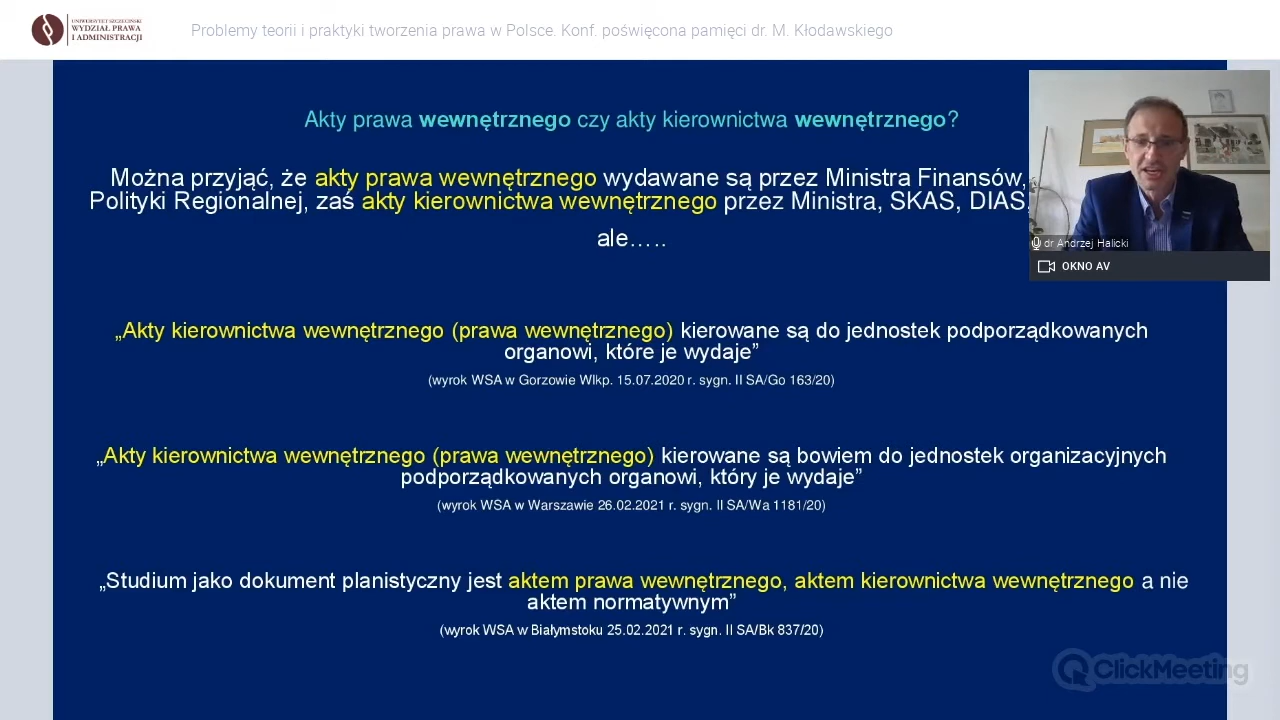 UNIWERSYTET SZCZECIŃSKI
WYDZIAŁ PRAWA
I ADMINISTRACJI
Problemy teorii i praktyki tworzenia prawa w Polsce. Konf. poświęcona pamięci dr. M. Kłodawskiego
Akty prawa wewnętrznego czy akty kierownictwa wewnętrznego?
Można przyjąć, że akty prawa wewnętrznego wydawane są przez Ministra Finansów,
Polityki Regionalnej, zaś akty kierownictwa wewnętrznego przez Ministra, SKAS, DIAS,
ale…..
dr Andrzej Halicki
OKNO AV
„Akty kierownictwa wewnętrznego (prawa wewnętrznego) kierowane są do jednostek podporządkowanych
organowi, które je wydaje”
(wyrok WSA w Gorzowie Wlkp. 15.07.2020 r. sygn. II SA/Go 163/20)
„Akty kierownictwa wewnętrznego (prawa wewnętrznego) kierowane są bowiem do jednostek organizacyjnych
podporządkowanych organowi, który je wydaje”
(wyrok WSA w Warszawie 26.02.2021 r. sygn. II SA/Wa 1181/20)
„Studium jako dokument planistyczny jest aktem prawa wewnętrznego, aktem kierownictwa wewnętrznego a nie
aktem normatywnym”
(wyrok WSA w Białymstoku 25.02.2021 r. sygn. II SA/Bk 837/20)
ClickMeeting